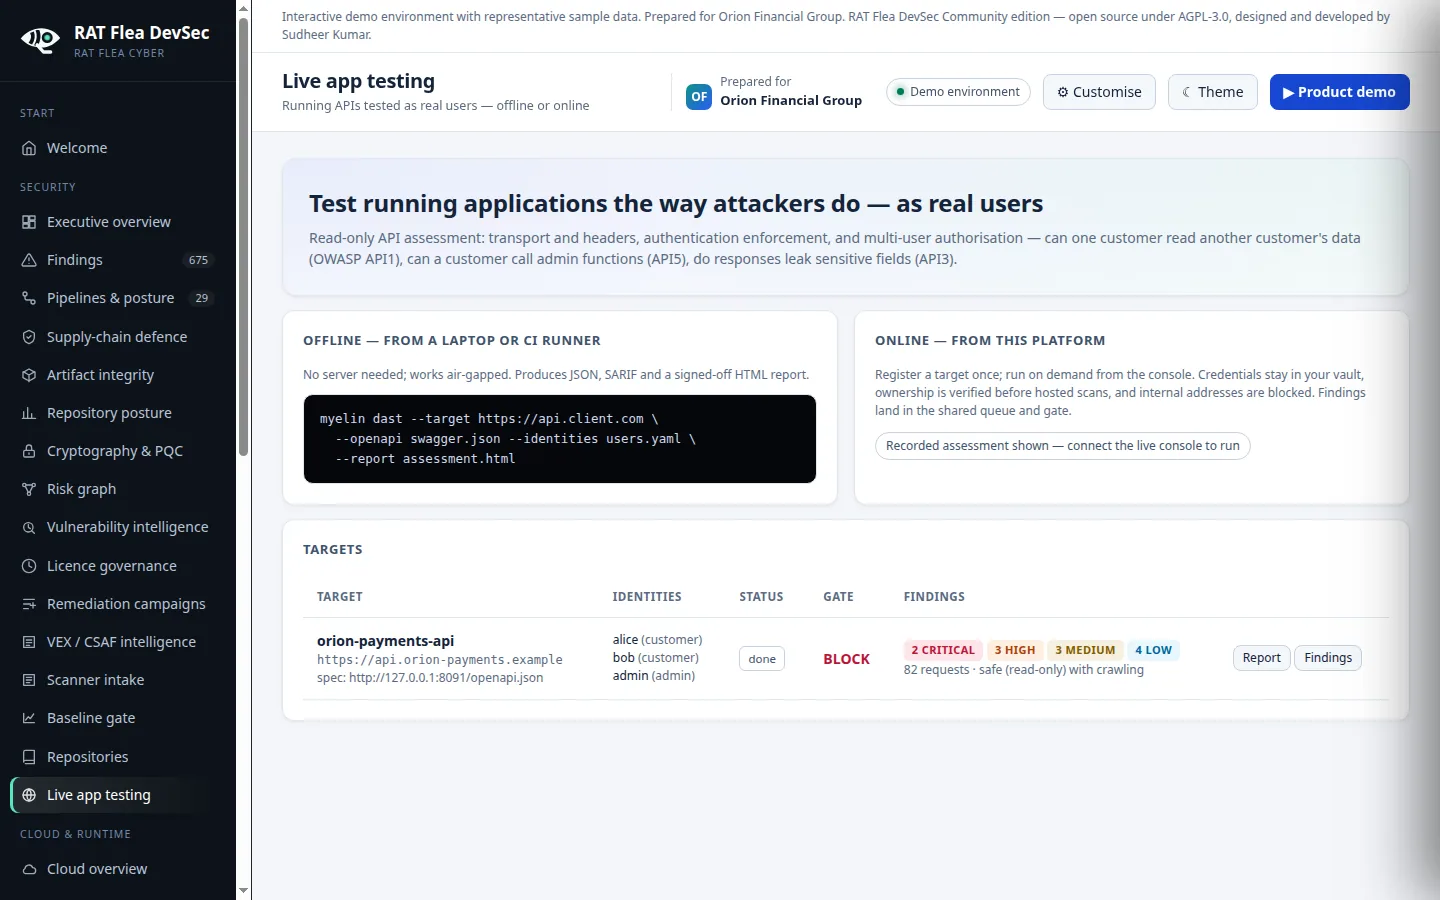 RAT Flea DevSec
RAT FLEA CYBER
START
Welcome
SECURITY
Executive overview
Findings 675
Pipelines & posture 29
Supply-chain defence
Artifact integrity
Repository posture
Cryptography & PQC
Risk graph
Vulnerability intelligence
Licence governance
Remediation campaigns
VEX / CSAF intelligence
Scanner intake
Baseline gate
Repositories
Live app testing
CLOUD & RUNTIME
Cloud overview
Interactive demo environment with representative sample data. Prepared for Orion Financial Group. RAT Flea DevSec Community edition — open source under AGPL-3.0, designed and developed by
Sudheer Kumar.
Live app testing
Running APIs tested as real users — offline or online
OF
Prepared for
Orion Financial Group
Demo environment
⚙ Customise
☾ Theme
▶ Product demo
Test running applications the way attackers do — as real users
Read-only API assessment: transport and headers, authentication enforcement, and multi-user authorisation — can one customer read another customer's data
(OWASP API1), can a customer call admin functions (API5), do responses leak sensitive fields (API3).
OFFLINE — FROM A LAPTOP OR CI RUNNER
No server needed; works air-gapped. Produces JSON, SARIF and a signed-off HTML report.
myelin dast --target https://api.client.com \
--openapi swagger.json --identities users.yaml \
--report assessment.html
ONLINE — FROM THIS PLATFORM
Register a target once; run on demand from the console. Credentials stay in your vault,
ownership is verified before hosted scans, and internal addresses are blocked. Findings
land in the shared queue and gate.
Recorded assessment shown — connect the live console to run
TARGETS
TARGET IDENTITIES STATUS GATE FINDINGS
orion-payments-api
https://api.orion-payments.example
spec: http://127.0.0.1:8091/openapi.json
alice (customer)
bob (customer)
admin (admin)
done
BLOCK
2 CRITICAL 3 HIGH 3 MEDIUM 4 LOW
82 requests · safe (read-only) with crawling
Report
Findings